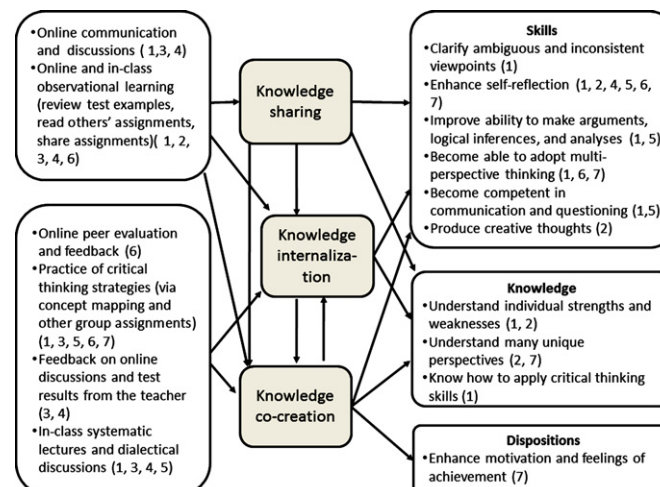 • Online communication
and discussions ( 1,3, 4)
• Online and in-class
observational learning
(review test examples,
read others’ assignments,
share assignments)( 1, 2,
3, 4, 6)
• Online peer evaluation
and feedback (6)
• Practice of critical
thinking strategies (via
concept mapping and
other group assignments)
(1, 3, 5, 6, 7)
• Feedback on online
discussions and test
results from the teacher
(3, 4)
• In-class systematic
lectures and dialectical
discussions (1, 3, 4, 5)
Knowledge
sharing
Knowledge
internaliza-
tion
Knowledge
co-creation
Skills
• Clarify ambiguous and inconsistent
viewpoints (1)
• Enhance self-reflection (1, 2, 4, 5, 6,
7)
• Improve ability to make arguments,
logical inferences, and analyses (1, 5)
• Become able to adopt multi-
perspective thinking (1, 6, 7)
• Become competent in
communication and questioning (1,5)
• Produce creative thoughts (2)
Knowledge
• Understand individual strengths and
weaknesses (1, 2)
• Understand many unique
perspectives (2, 7)
• Know how to apply critical thinking
skills (1)
Dispositions
• Enhance motivation and feelings of
achievement (7)